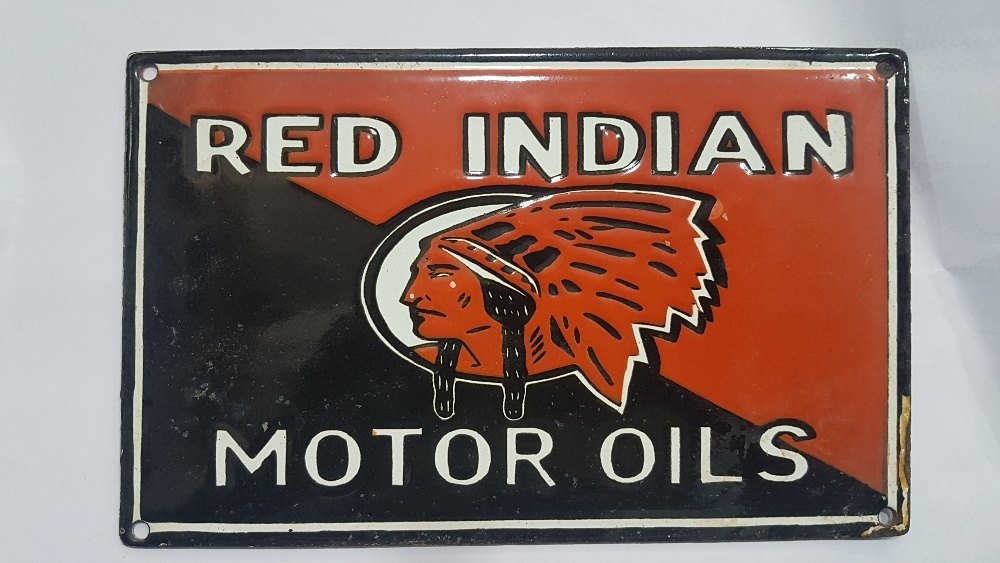 RED INDIAN
MOTOR OILS